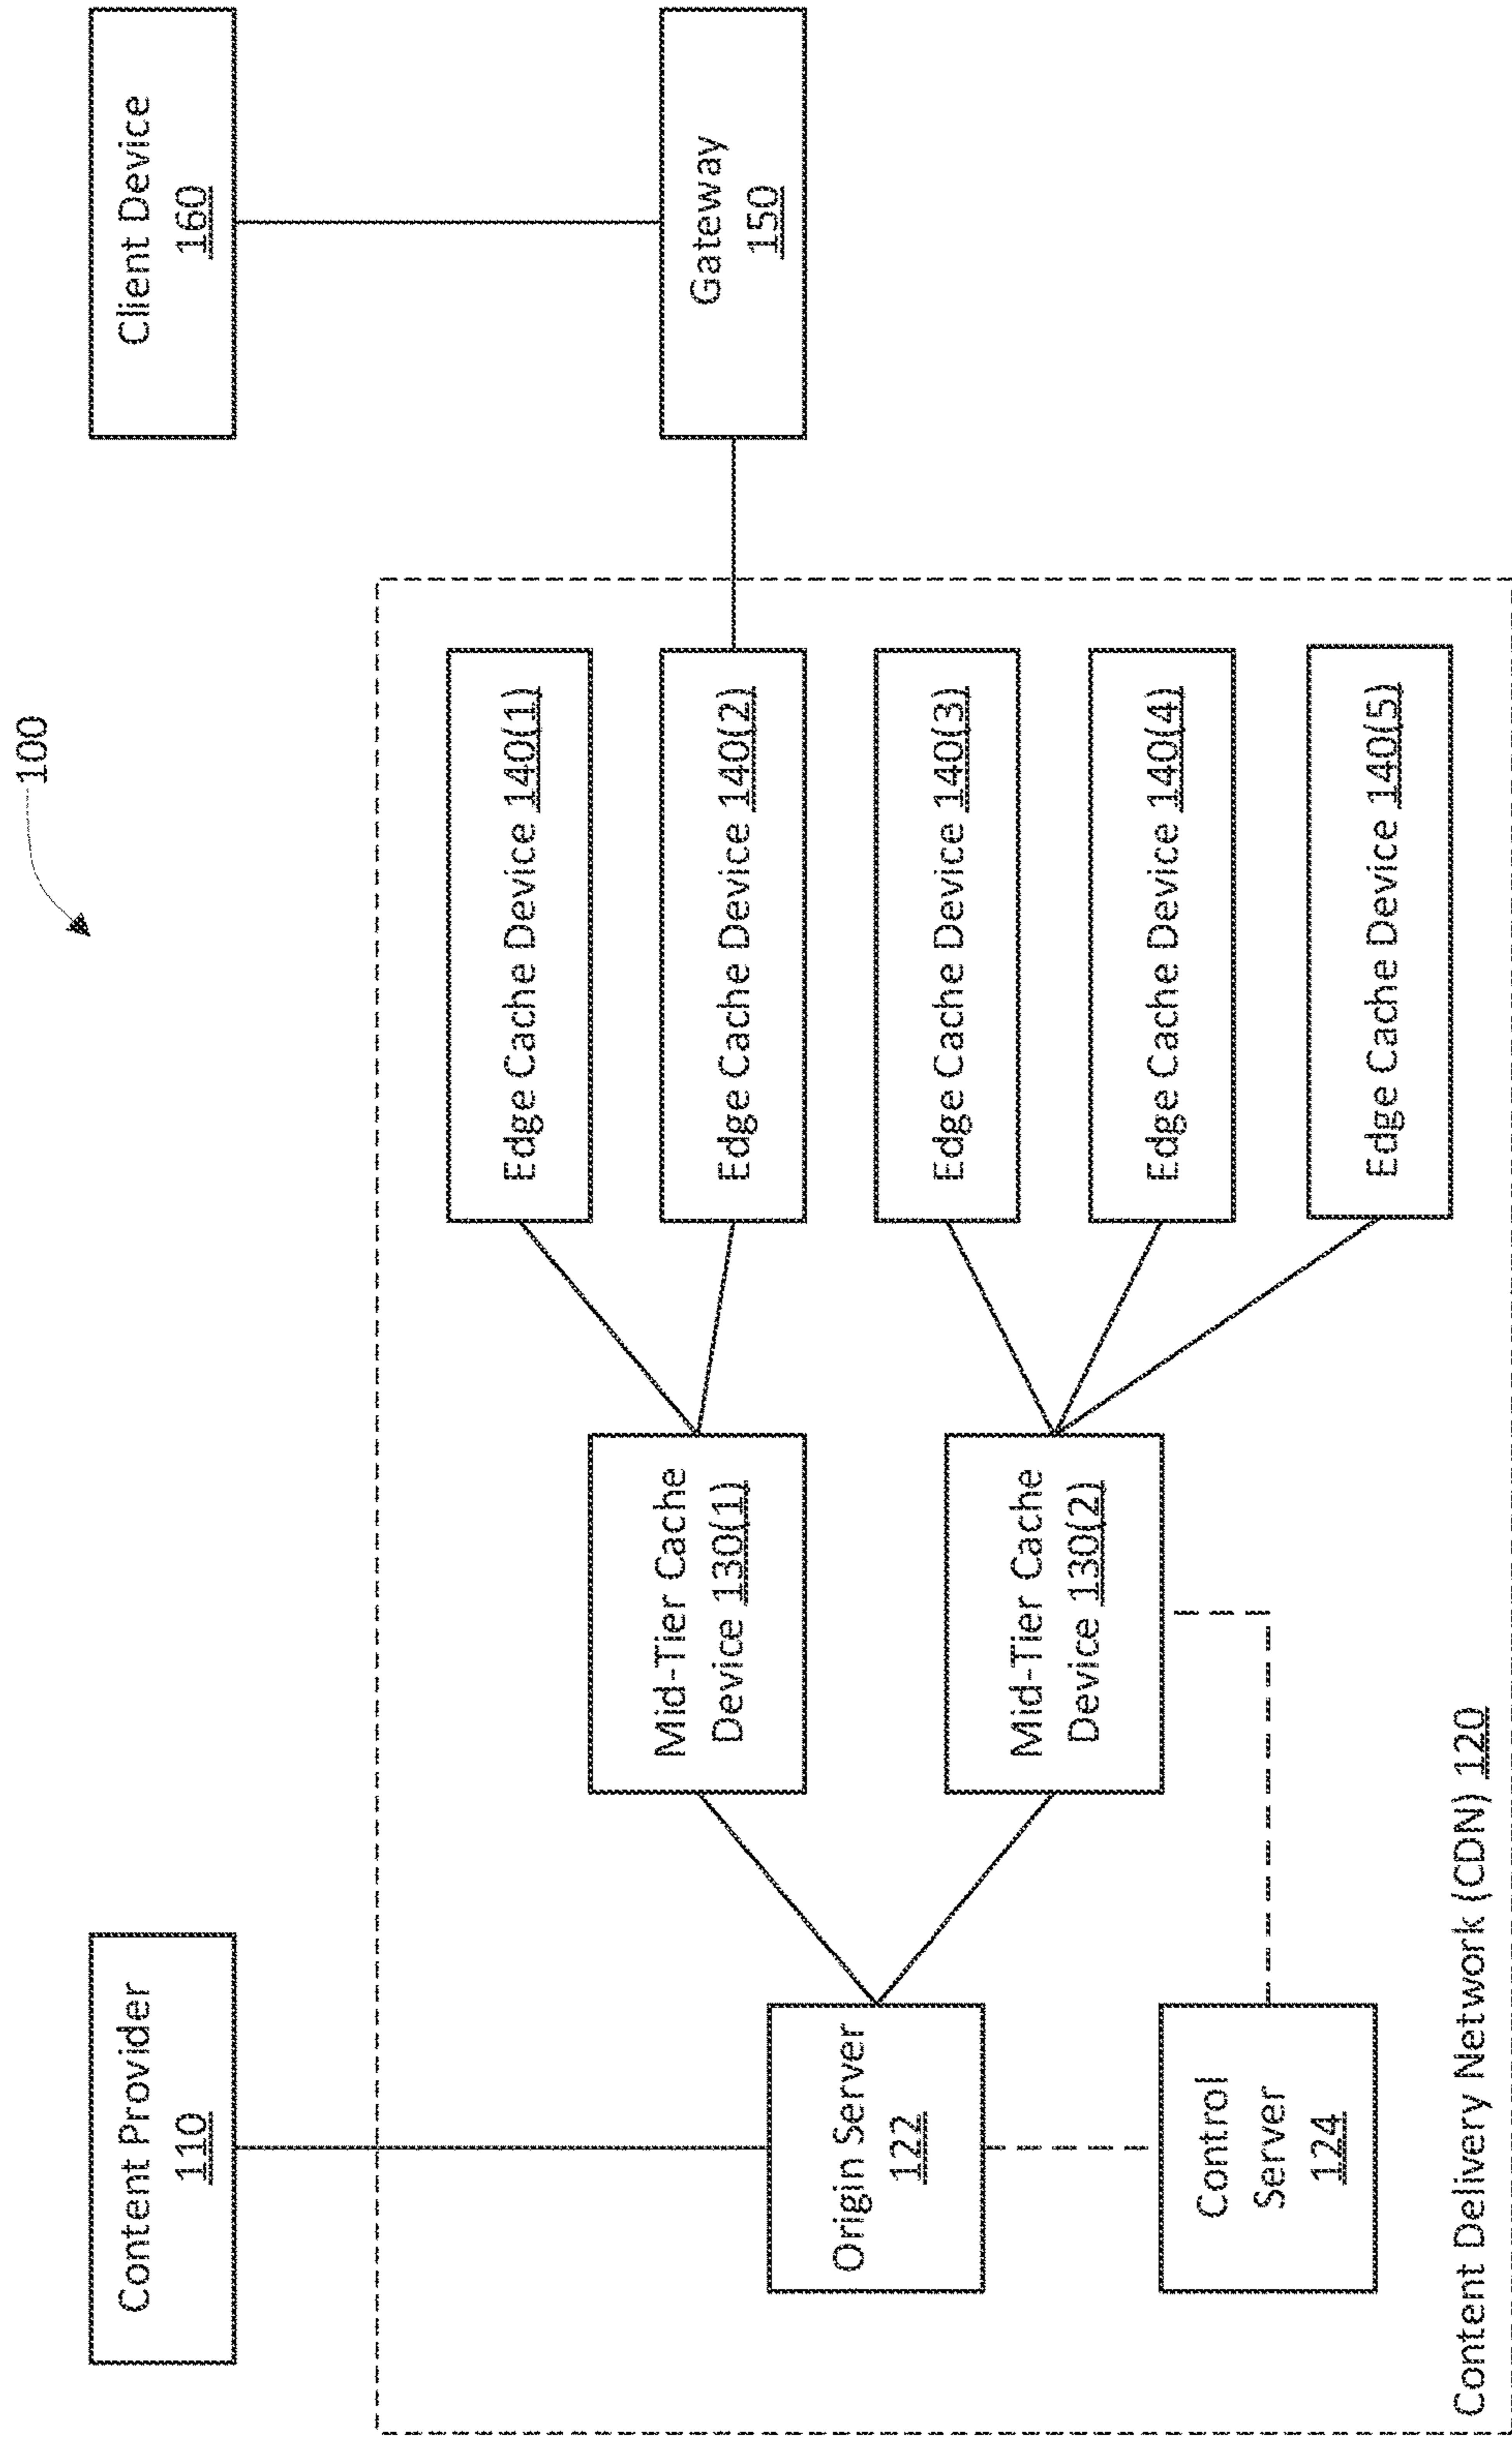 100
Content Provider
110
Client Device
160
Origin Server
122
Control
Server
124
Mid-Tier Cache
Device 130(1)
Mid-Tier Cache
Device 130(2)
Edge Cache Device 140(1)
Edge Cache Device 140(2)
Edge Cache Device 140(3)
Edge Cache Device 140(4)
Edge Cache Device 140(5)
Gateway
150
Content Delivery Network (CDN) 120